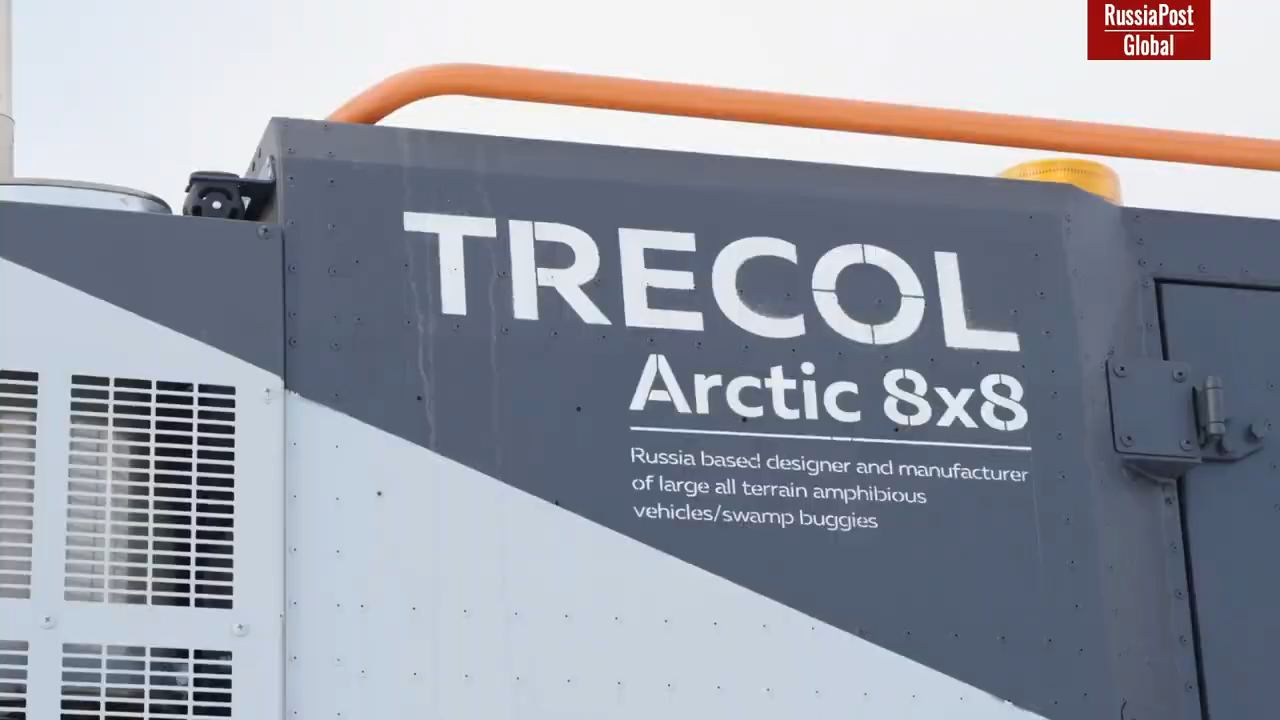 RussiaPost
Global
TRECOL
Arctic 8x8
Russia based designer and manufacturer
of large all terrain amphibious
vehicles/swamp buggies